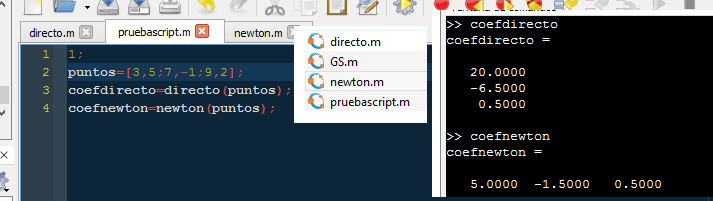 directo.m pruebascript.m newton.m
1 1;
2 puntos=[3,5;7,-1;9,2];
3 coefdirecto=directo(puntos);
4 coefnewton=newton(puntos);
directo.m
GS.m
newton.m
pruebascript.m
>> coefdirecto
coefdirecto =
20.0000
-6.5000
0.5000
>> coefnewton
coefnewton =
5.0000 -1.5000 0.5000